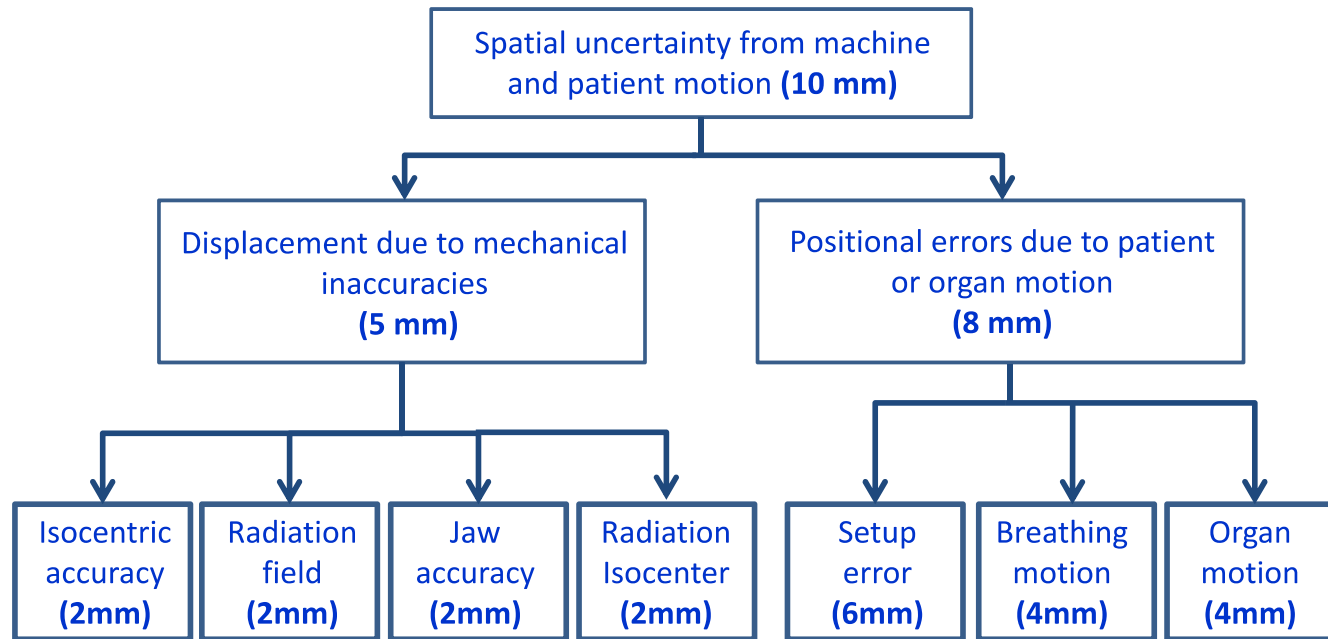 Spatial uncertainty from machine
and patient motion (10 mm)
Displacement due to mechanical
inaccuracies
(5 mm)
Positional errors due to patient
or organ motion
(8 mm)
Isocentric
accuracy
(2mm)
Radiation
field
(2mm)
Jaw
accuracy
(2mm)
Radiation
Isocenter
(2mm)
Setup
error
(6mm)
Breathing
motion
(4mm)
Organ
motion
(4mm)